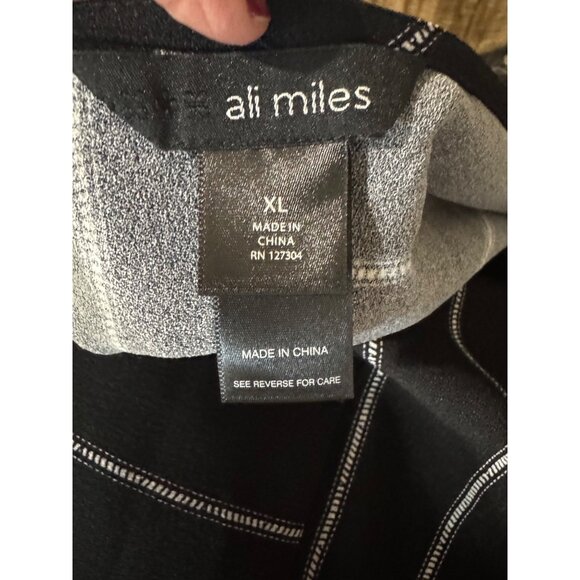 ali miles
XL
MADE IN
CHINA
RN 127304
MADE IN CHINA
SEE REVERSE FOR CARE